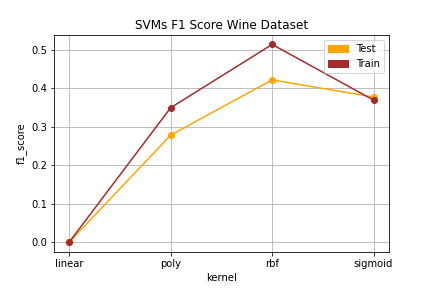 SVMs F1 Score Wine Dataset
Test
Train
0.5
0.4
0.3
0.2
0.1
0.0
f1_score
linear poly rbf sigmoid
kernel